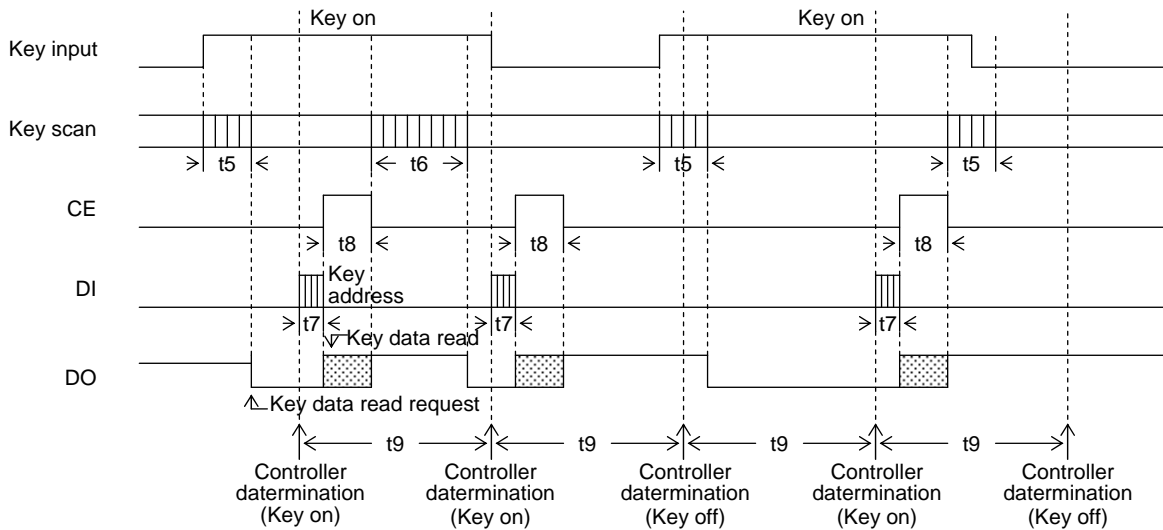 Key on
Key on
Key input
Key scan
t5
t6
t5
t5
CE
t8
t8
t8
DI
Key
address
t7
t7
t7
Key data read
DO
Key data read request
t9
t9
t9
t9
Controller
datermination
(Key on)
Controller
datermination
(Key on)
Controller
datermination
(Key off)
Controller
datermination
(Key on)
Controller
datermination
(Key off)